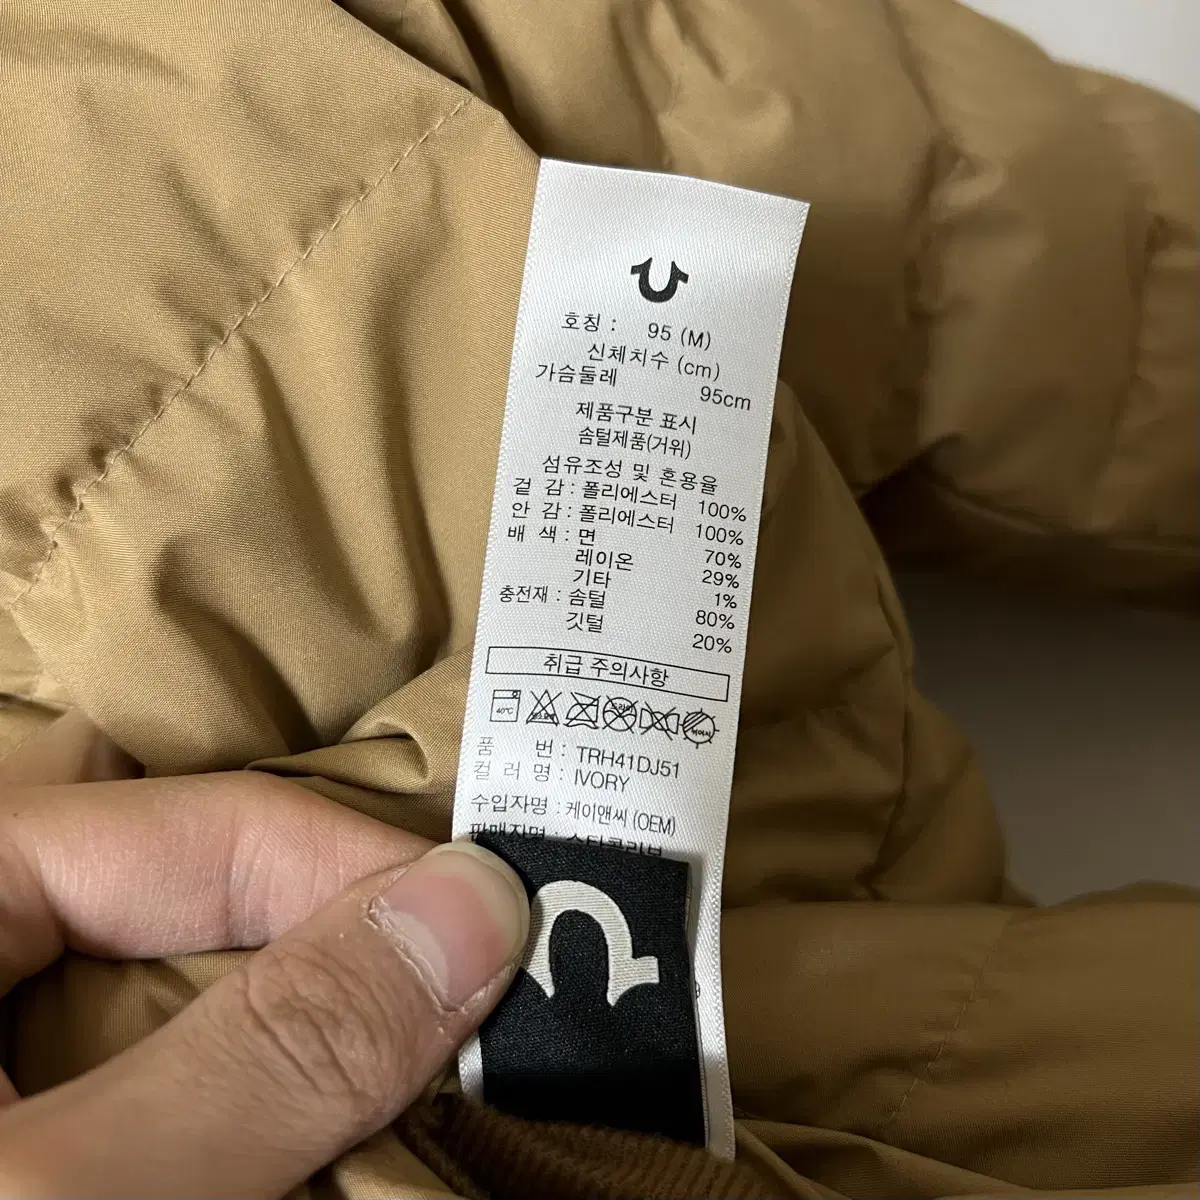 호칭 : 95 (M)
신체치수 (cm)
가슴둘레 95cm
제품구분 표시
솜털제품(거위)
섬유조성 및 혼용율
겉 감 : 폴리에스터 100%
안 감 : 폴리에스터 100%
배 색 : 면 70%
레이온 29%
기타 1%
충전재 : 솜털 80%
깃털 20%
취급 주의사항
40℃
품 번 : TRH41DJ51
컬 러 명 : IVORY
수입자명 : 케이앤씨 (OEM)
판매자명